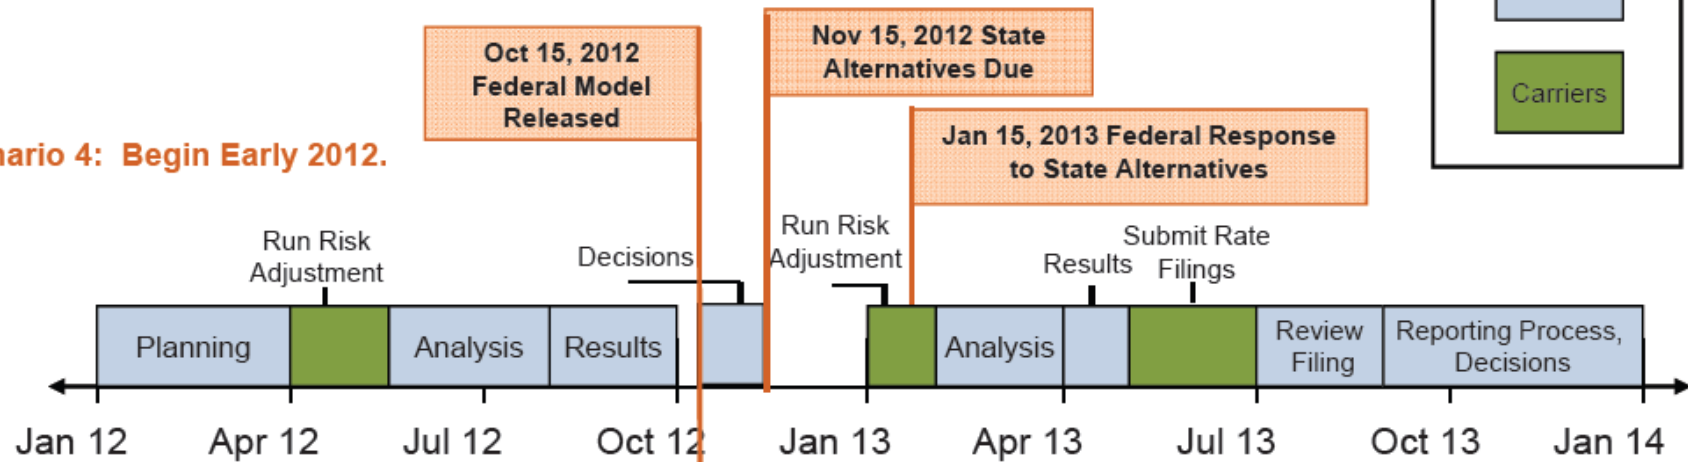 Nov 15, 2012 State
Alternatives Due
Oct 15, 2012
Federal Model
Released
Carriers
Jan 15, 2013 Federal Response
to State Alternatives
nario 4: Begin Early 2012.
Run Risk
Adjustment
Decisions
Run Risk
Adjustment
Results
Submit Rate
Filings
Planning
Analysis
Results
Analysis
Review
Filing
Reporting Process,
Decisions
Jan 12
Apr 12
Jul 12
Oct 12
Jan 13
Apr 13
Jul 13
Oct 13
Jan 14